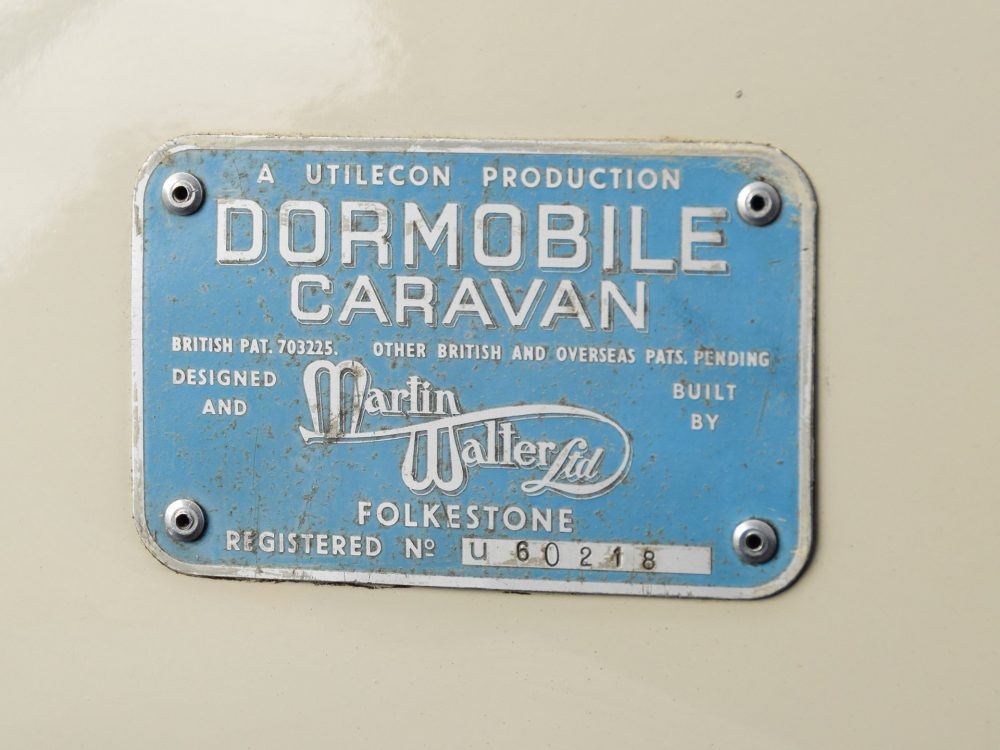 A UTILECON PRODUCTION
DORMOBILE
CARAVAN
BRITISH PAT. 703225. OTHER BRITISH AND OVERSEAS PATS. PENDING
DESIGNED AND
Martin Walter Ltd
BUILT BY
FOLKESTONE
REGISTERED Nº U 60218